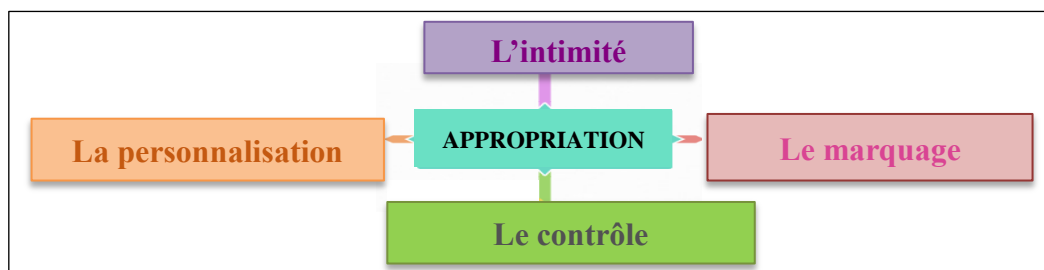 L’intimité
La personnalisation
APPROPRIATION
Le marquage
Le contrôle